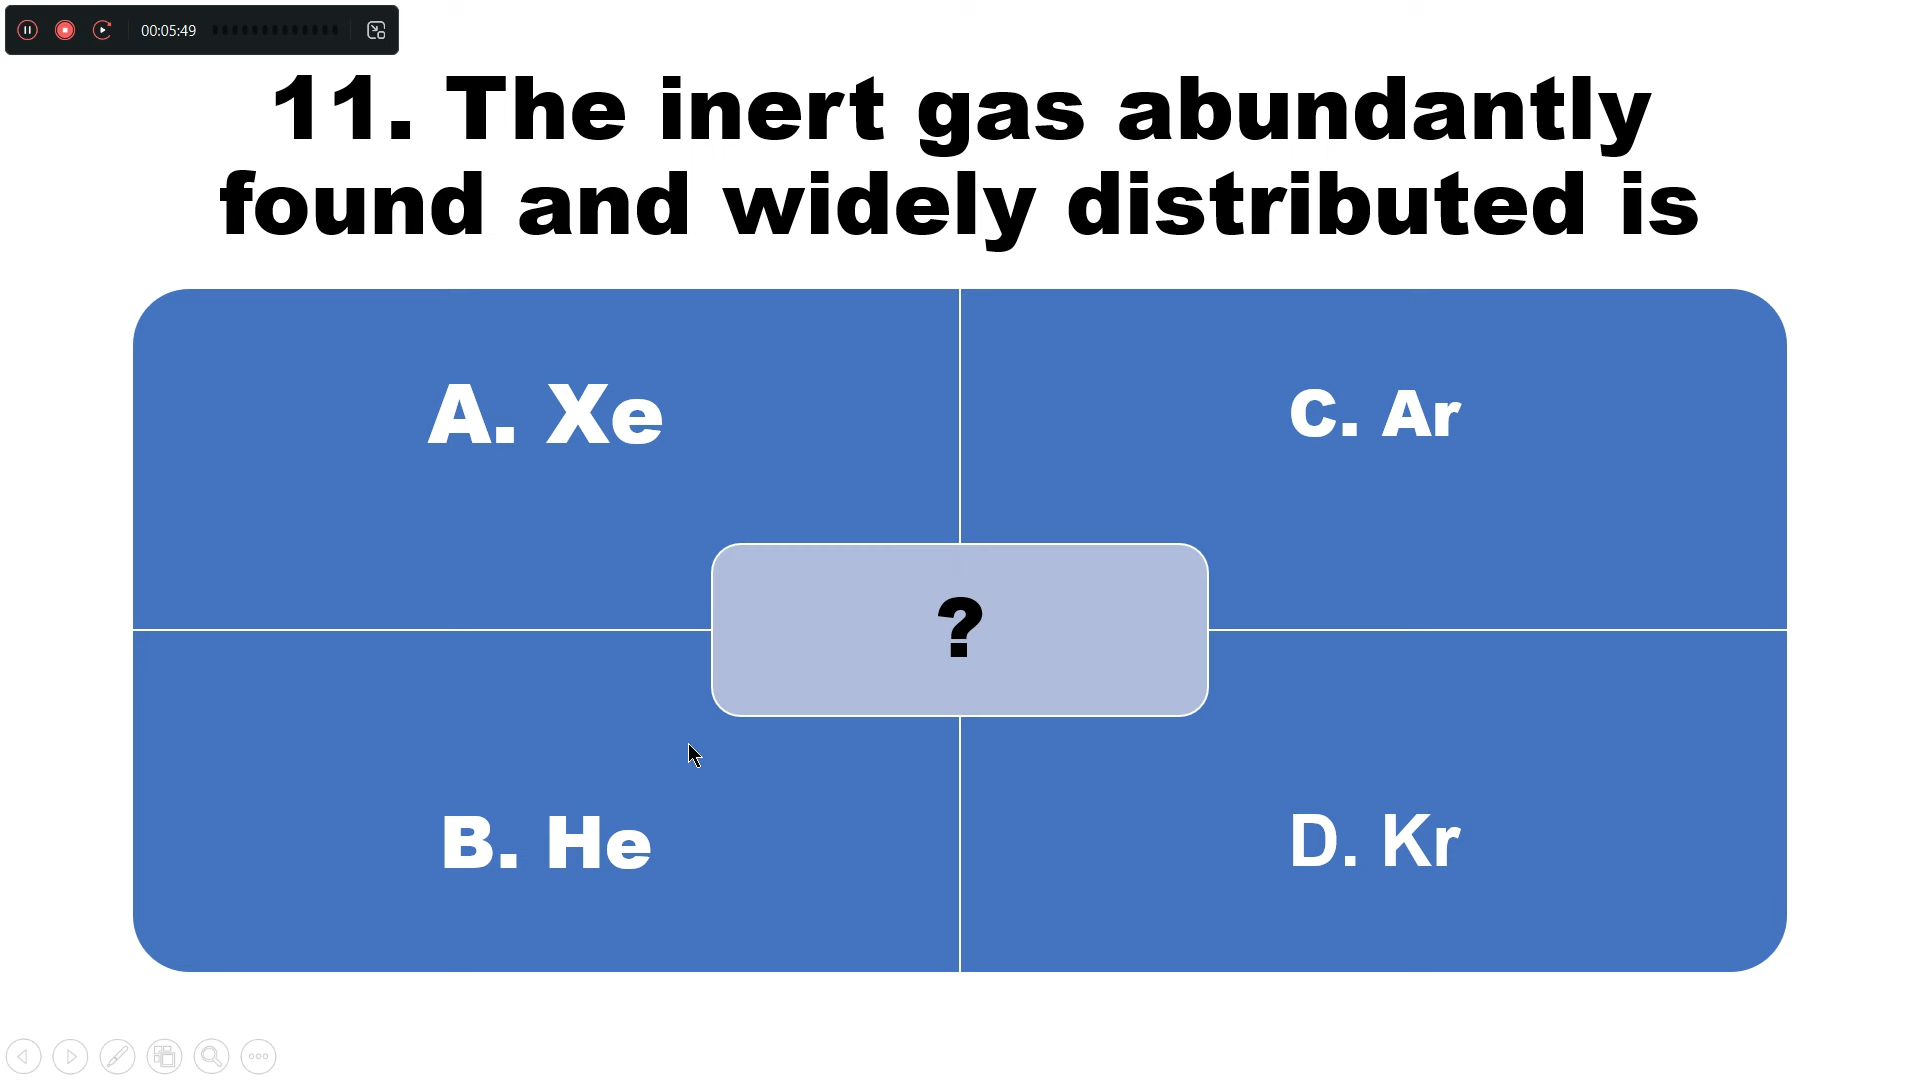 00:05:49
11. The inert gas abundantly
found and widely distributed is
A. Xe
C. Ar
?
B. He
D. Kr